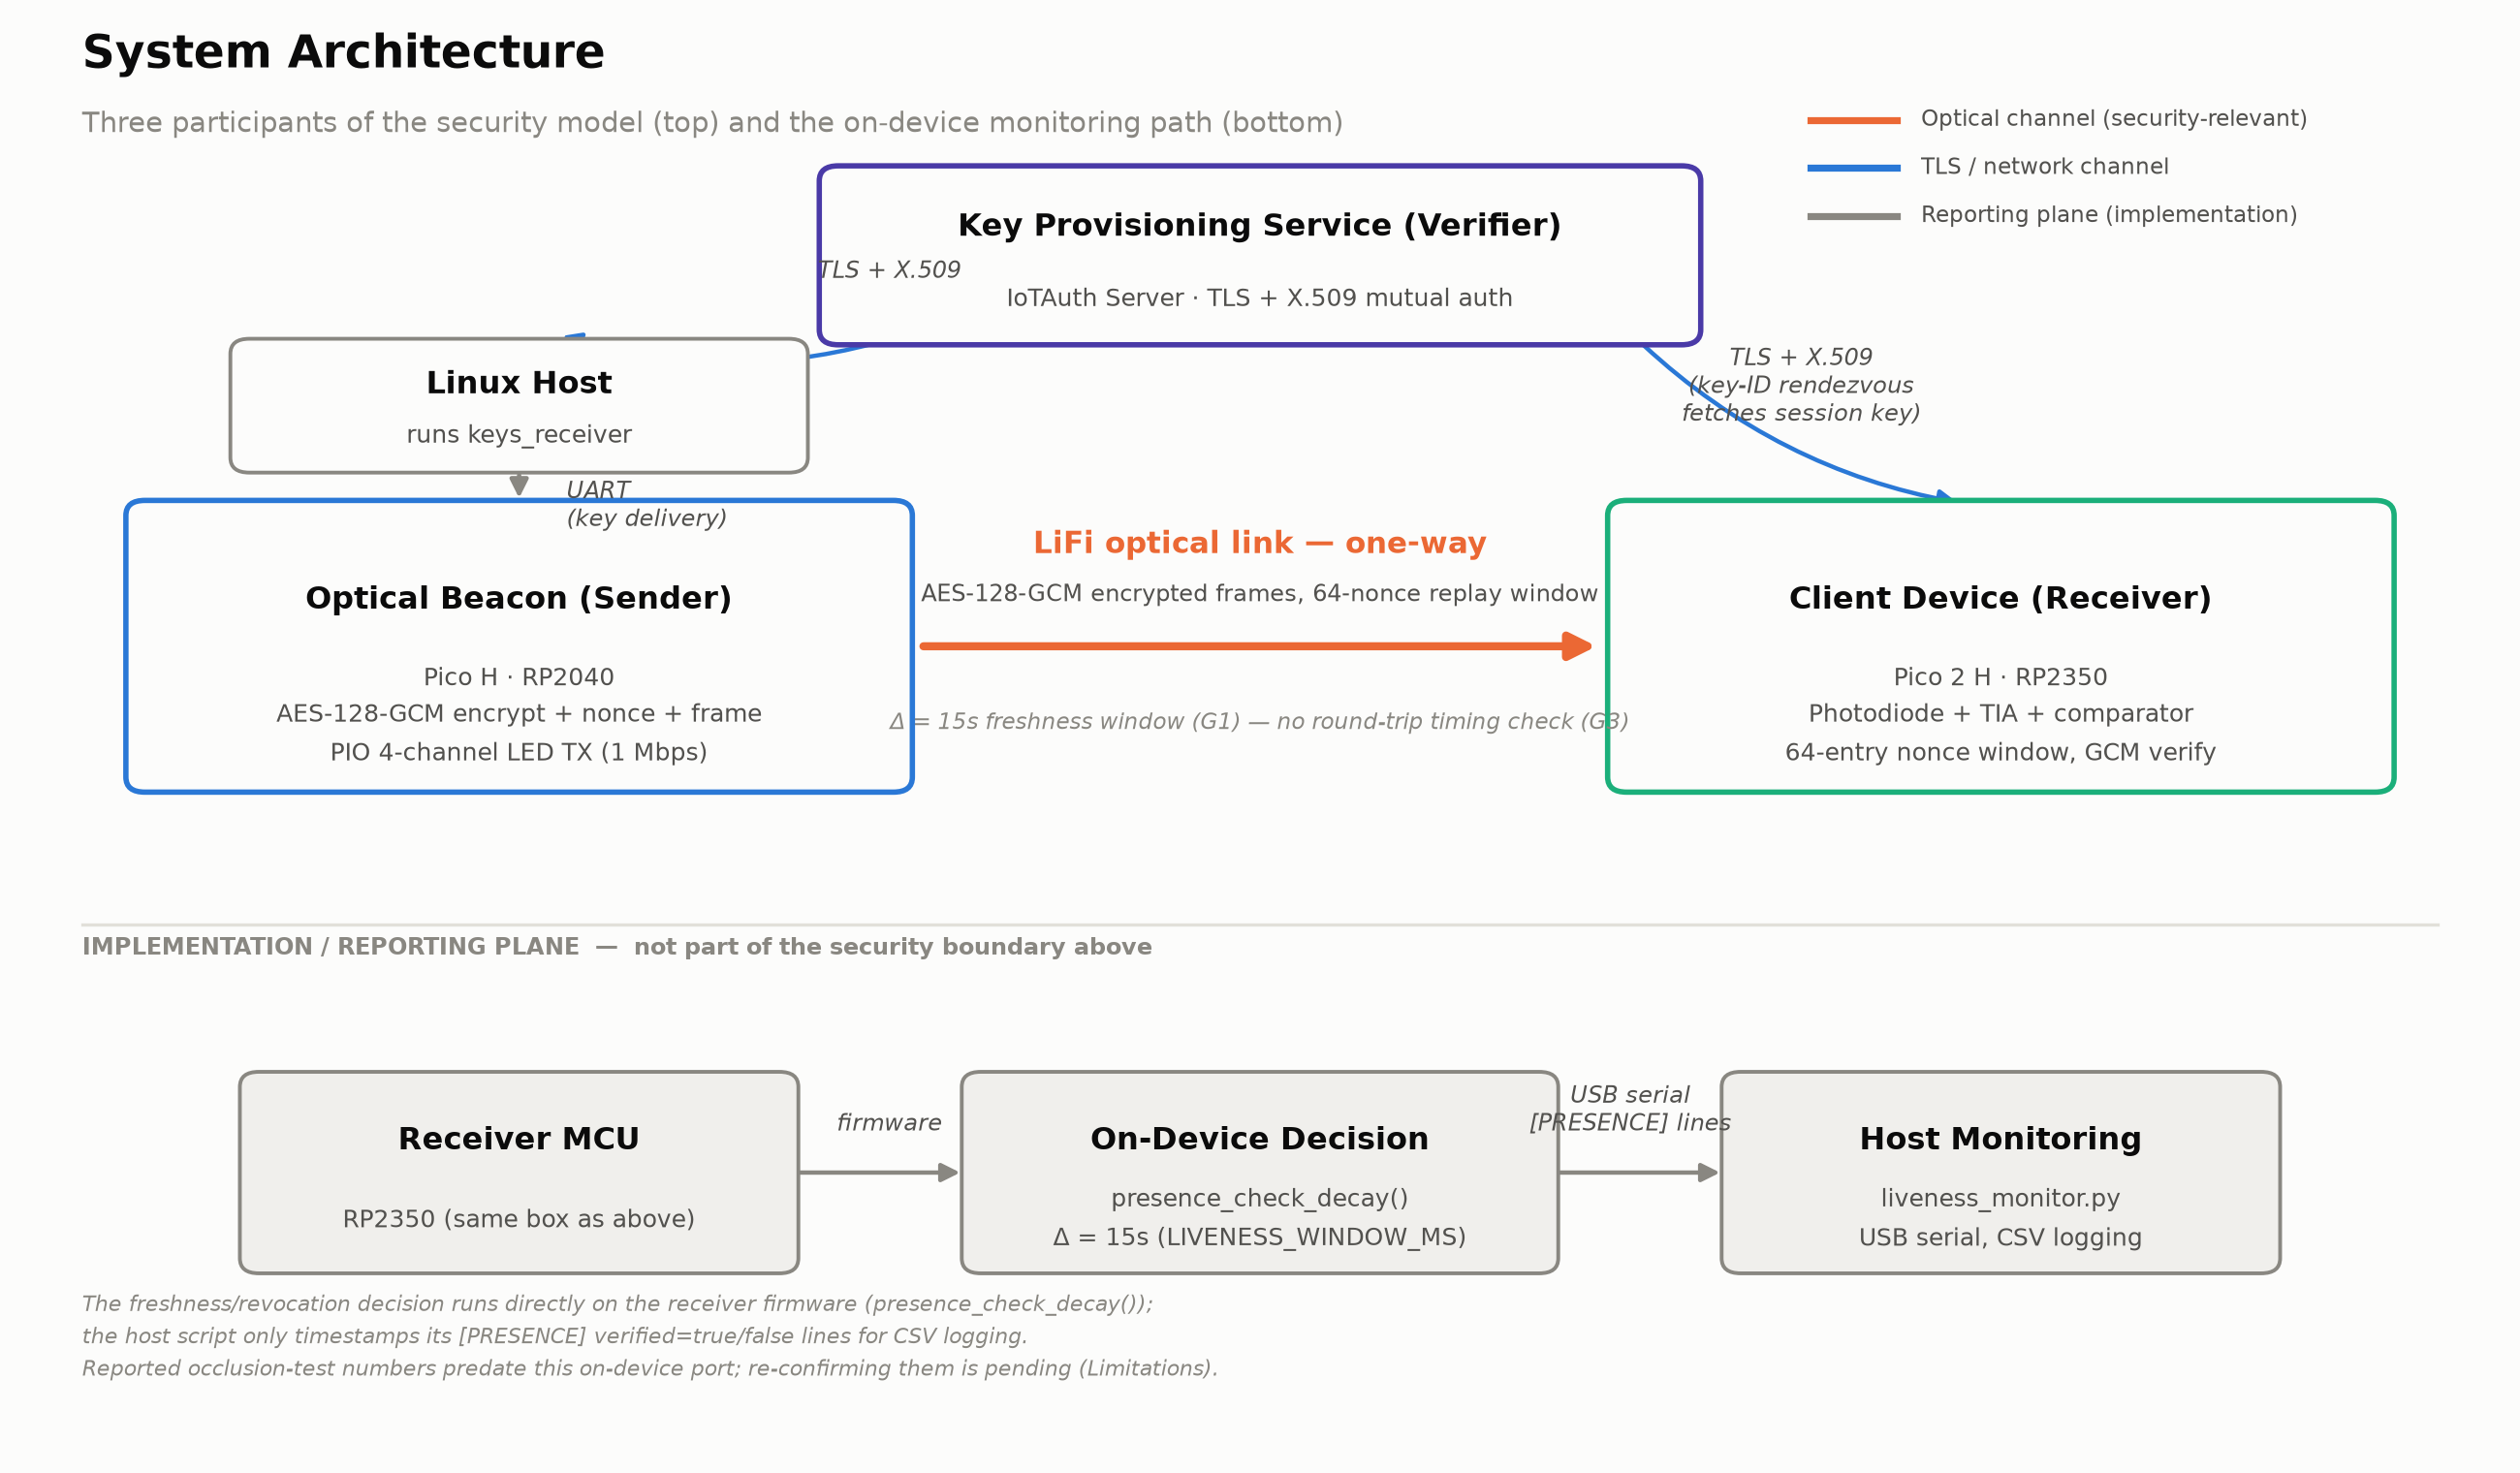 System Architecture
Three participants of the security model (top) and the on-device monitoring path (bottom)
Optical channel (security-relevant)
TLS / network channel
Reporting plane (implementation)
Key Provisioning Service (Verifier)
TLS + X.509
IoTAuth Server · TLS + X.509 mutual auth
Linux Host
runs keys_receiver
TLS + X.509
(key-ID rendezvous
fetches session key)
UART
(key delivery)
Optical Beacon (Sender)
Pico H · RP2040
AES-128-GCM encrypt + nonce + frame
PIO 4-channel LED TX (1 Mbps)
LiFi optical link — one-way
AES-128-GCM encrypted frames, 64-nonce replay window
Δ = 15s freshness window (G1) — no round-trip timing check (G3)
Client Device (Receiver)
Pico 2 H · RP2350
Photodiode + TIA + comparator
64-entry nonce window, GCM verify
IMPLEMENTATION / REPORTING PLANE — not part of the security boundary above
Receiver MCU
RP2350 (same box as above)
firmware
On-Device Decision
presence_check_decay()
Δ = 15s (LIVENESS_WINDOW_MS)
USB serial
[PRESENCE] lines
Host Monitoring
liveness_monitor.py
USB serial, CSV logging
The freshness/revocation decision runs directly on the receiver firmware (presence_check_decay());
the host script only timestamps its [PRESENCE] verified=true/false lines for CSV logging.
Reported occlusion-test numbers predate this on-device port; re-confirming them is pending (Limitations).